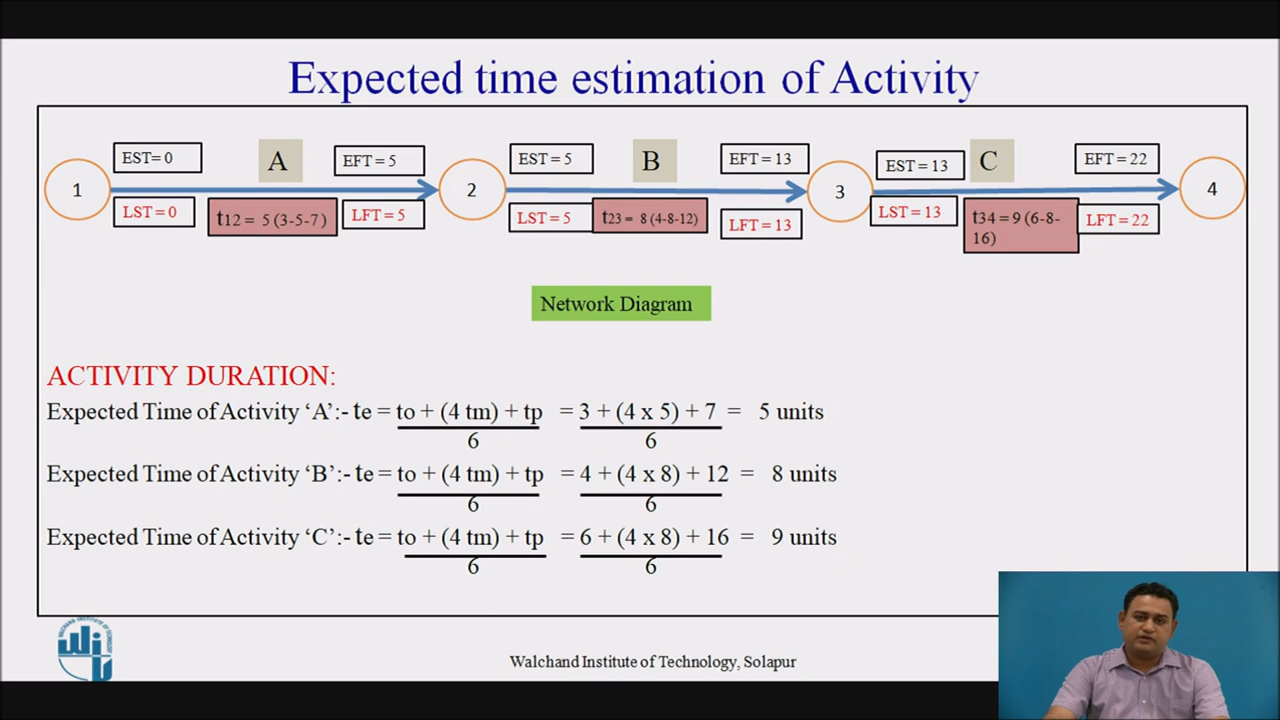 Expected time estimation of Activity
EST= 0
A
EFT = 5
EST = 5
B
EFT = 13
EST = 13
C
EFT = 22
1
2
3
4
LST= 0
t12 = 5 (3-5-7)
LFT = 5
LST = 5
t23 = 8 (4-8-12)
LFT = 13
LST = 13
t34 = 9 (6-8-
16)
LFT = 22
Network Diagram
ACTIVITY DURATION:
Expected Time of Activity ‘A’:- te = to + (4 tm) + tp = 3 + (4 x 5) + 7 = 5 units
6 6
Expected Time of Activity ‘B’:- te = to + (4 tm) + tp = 4 + (4 x 8) + 12 = 8 units
6 6
Expected Time of Activity ‘C’:- te = to + (4 tm) + tp = 6 + (4 x 8) + 16 = 9 units
6 6
Walchand Institute of Technology, Solapur